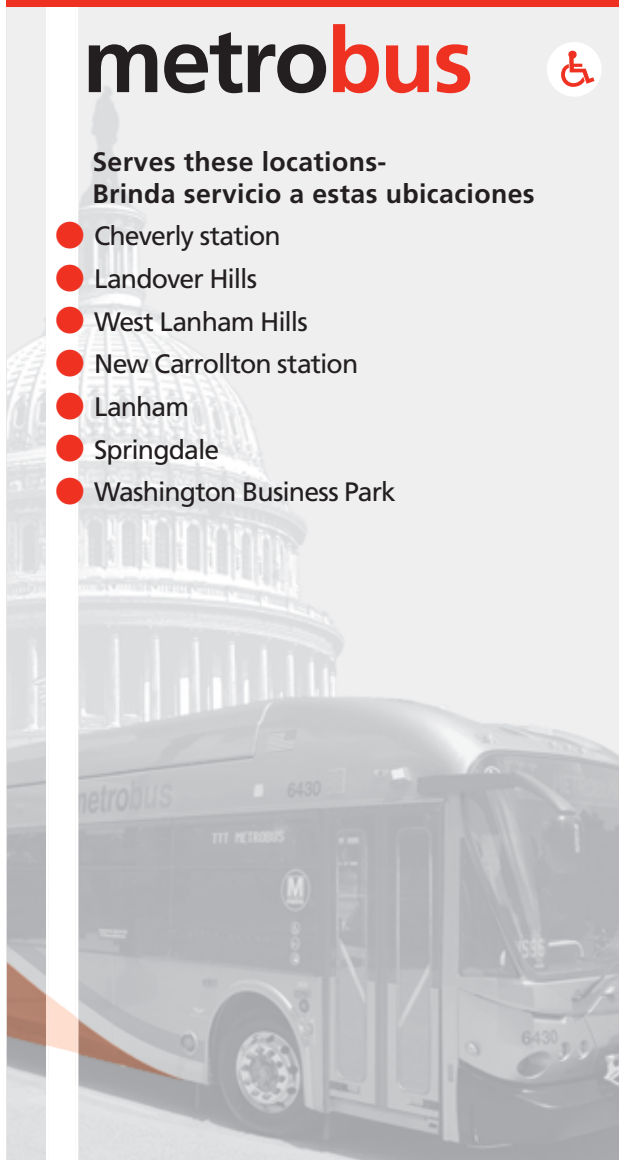 metrobus
Serves these locations-
Brinda servicio a estas ubicaciones
Cheverly station
Landover Hills
West Lanham Hills
New Carrollton station
Lanham
Springdale
Washington Business Park
metrobus
6430
TYT METROBUS
M
6430